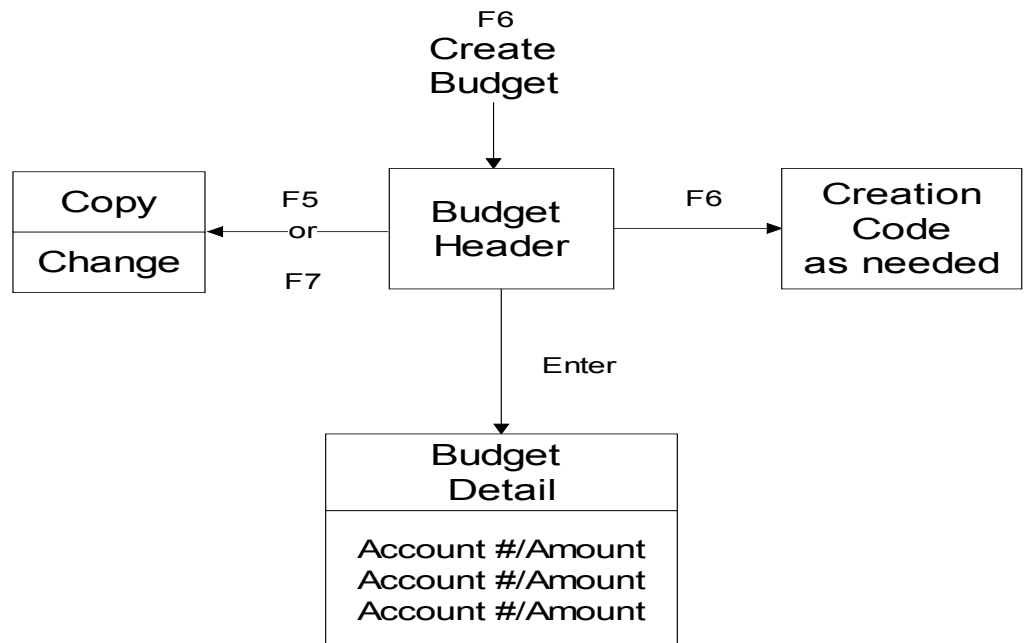 F6
Create
Budget
Copy
Change
F5
or
F7
Budget
Header
F6
Creation
Code
as needed
Enter
Budget
Detail
Account #/Amount
Account #/Amount
Account #/Amount